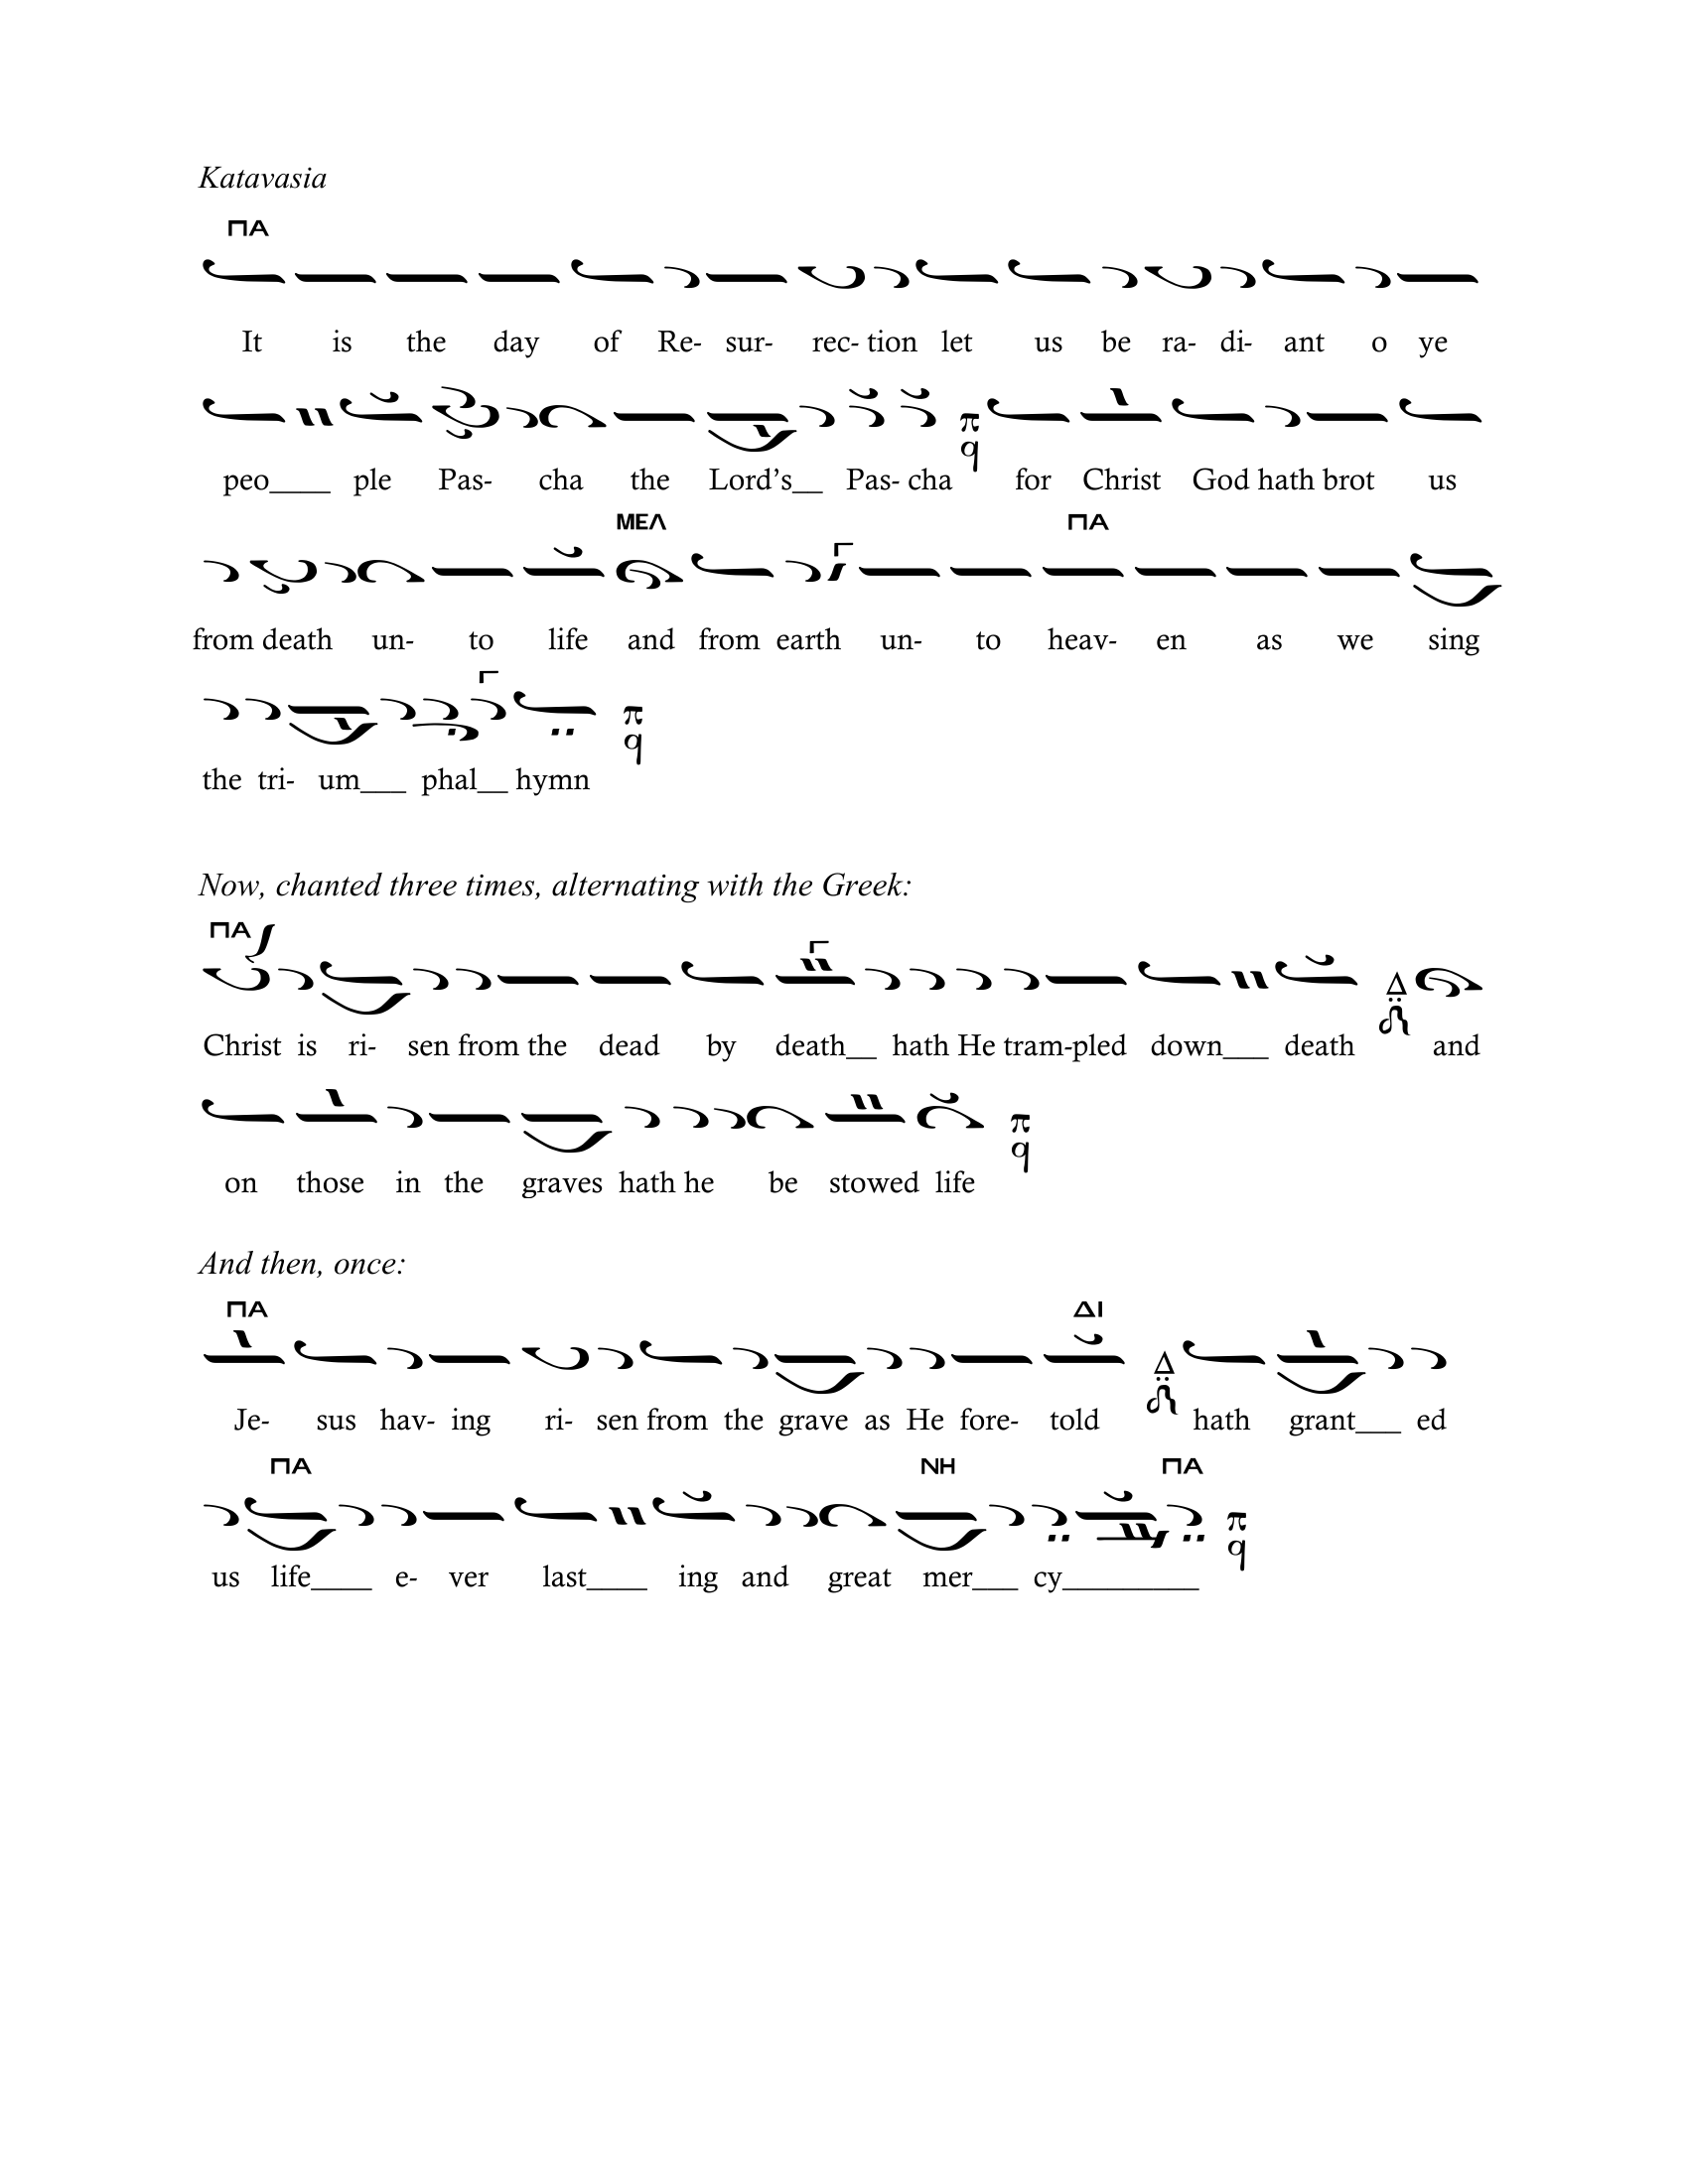 Katavasia
ΠΑ
It is the day of Re- sur- rec- tion let us be ra- di- ant o ye
π
q
peo____ ple Pas- cha the Lord's__ Pas- cha for Christ God hath brot us
ΜΕΛ ΠΑ
Γ
from death un- to life and from earth un- to heav- en as we sing
Γ
π
q
the tri- um___ phal__ hymn
Now, chanted three times, alternating with the Greek:
ΠΑ
Γ
Δ
Christ is ri- sen from the dead by death__ hath He tram-pled down___ death and
π
q
on those in the graves hath he be stowed life
And then, once:
ΠΑ ΔΙ
Δ
Je- sus hav- ing ri- sen from the grave as He fore- told hath grant___ ed
ΠΑ ΝΗ ΠΑ
π
q
us life____ e- ver last____ ing and great mer___ cy_________